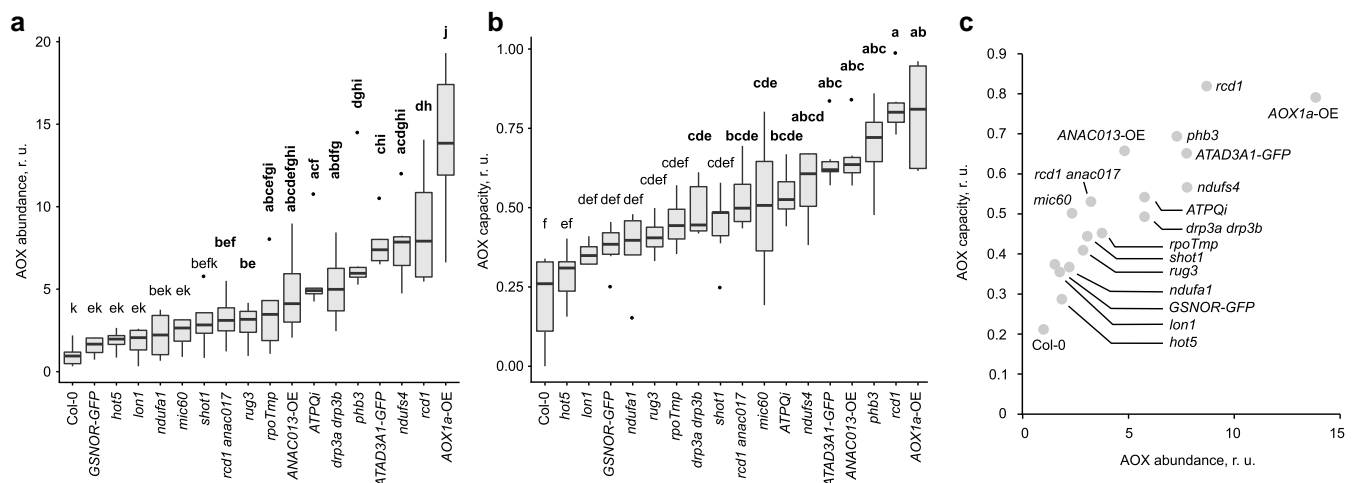 a
AOX abundance, r. u.
20
15
10
5
0
k
ek
ek
ek
bek
ek
befk
bef
be
abcefgi
abcdefghi
acf
abdfg
dghi
chi
acdghi
dh
j
Col-0
GSNOR-GFP
hot5
lon1
ndufa1
mic60
shot1
rcd1 anac017
rug3
rpoTmp
ANAC013-OE
ATPQi
drp3a drp3b
phb3
ATAD3A1-GFP
ndufs4
rcd1
AOX1a-OE
b
AOX capacity, r. u.
1.00
0.75
0.50
0.25
0.00
f
ef
def
def
def
cdef
cdef
cde
cdef
bcde
cde
bcde
abcd
abc
abc
abc
a
ab
Col-0
hot5
lon1
GSNOR-GFP
ndufa1
rug3
rpoTmp
drp3a drp3b
shot1
rcd1 anac017
mic60
ATPQi
ndufs4
ATADA3A1-GFP
ANAC013-OE
phb3
rcd1
AOX1a-OE
c
AOX capacity, r. u.
0.9
0.8
0.7
0.6
0.5
0.4
0.3
0.2
0.1
0
0
5
10
15
AOX abundance, r. u.
rcd1
AOX1a-OE
ANAC013-OE
phb3
ATAD3A1-GFP
rcd1 anac017
mic60
ndufs4
ATPQi
drp3a drp3b
rpoTmp
shot1
rug3
ndufa1
GSNOR-GFP
lon1
hot5
Col-0